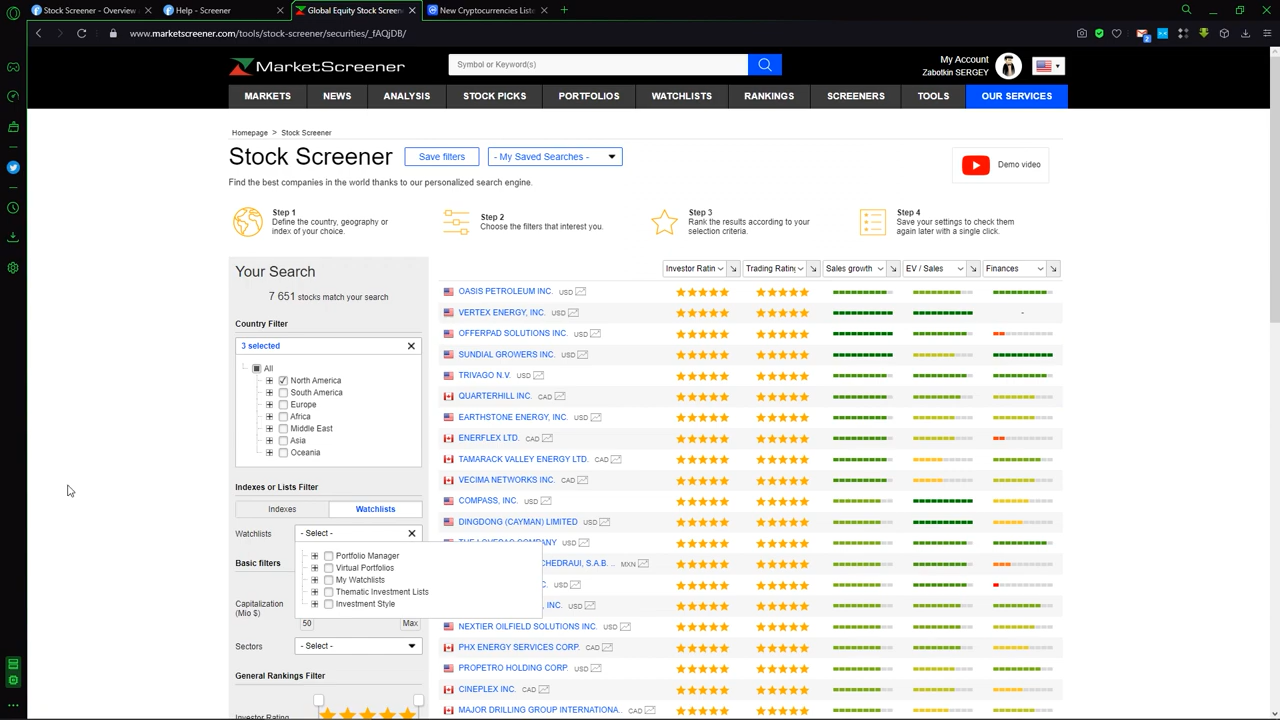 Stock Screener - Overview
Help - Screener
Global Equity Stock Screen
New Cryptocurrencies Liste
www.marketscreener.com/tools/stock-screener/securities/_fAQjDB/
2
MarketScreener
Symbol or Keyword(s)
My Account
Zabotkin SERGEY
MARKETS NEWS ANALYSIS STOCK PICKS PORTFOLIOS WATCHLISTS RANKINGS SCREENERS TOOLS OUR SERVICES
Homepage > Stock Screener
Stock Screener
Save filters
- My Saved Searches -
Demo video
Find the best companies in the world thanks to our personalized search engine.
Step 1
Define the country, geography or
index of your choice.
Step 2
Choose the filters that interest you.
Step 3
Rank the results according to your
selection criteria.
Step 4
Save your settings to check them
again later with a single click.
Your Search
7 651 stocks match your search
Country Filter
3 selected
All
North America
South America
Europe
Africa
Middle East
Asia
Oceania
Indexes or Lists Filter
Indexes Watchlists
Watchlists - Select -
Portfolio Manager
Virtual Portfolios
My Watchlists
Thematic Investment Lists
Investment Style
Basic filters
Capitalization
(Mio $)
50 Max
Sectors - Select -
General Rankings Filter
Investor Rating
Investor Ratin Trading Rating Sales growth EV / Sales Finances
OASIS PETROLEUM INC. USD
VERTEX ENERGY, INC. USD -
OFFERPAD SOLUTIONS INC. USD
SUNDIAL GROWERS INC. USD
TRIVAGO N.V. USD
QUARTERHILL INC. CAD
EARTHSTONE ENERGY, INC. USD
ENERFLEX LTD. CAD
TAMARACK VALLEY ENERGY LTD. CAD
VECIMA NETWORKS INC. CAD
COMPASS, INC. USD
DINGDONG (CAYMAN) LIMITED USD
THE LOVESAC COMPANY USD
CHEDRAUI, S.A.B. .. MXN
C. USD
, INC. USD
NEXTIER OILFIELD SOLUTIONS INC. USD
PHX ENERGY SERVICES CORP. CAD
PROPETRO HOLDING CORP. USD
CINEPLEX INC. CAD
MAJOR DRILLING GROUP INTERNATIONA.. CAD